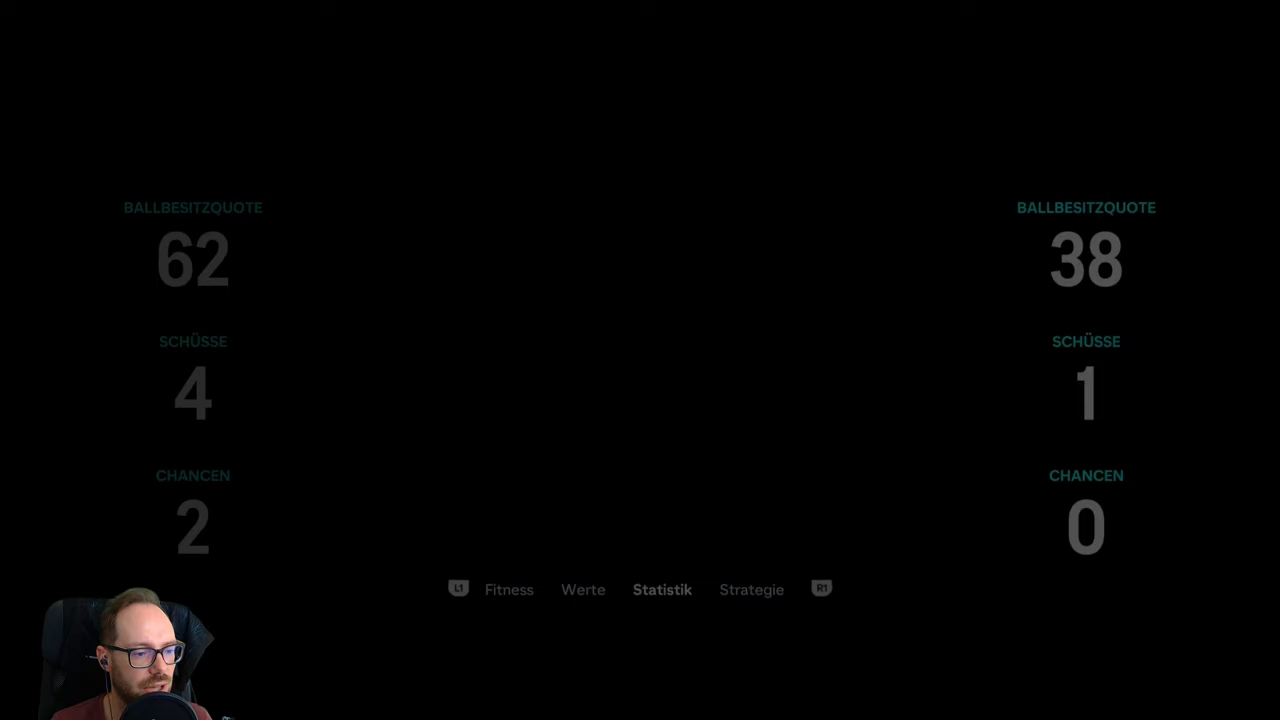 BALLBESITZQUOTE
62
SCHÜSSE
4
CHANCEN
2
BALLBESITZQUOTE
38
SCHÜSSE
1
CHANCEN
0
L1 Fitness Werte Statistik Strategie R1